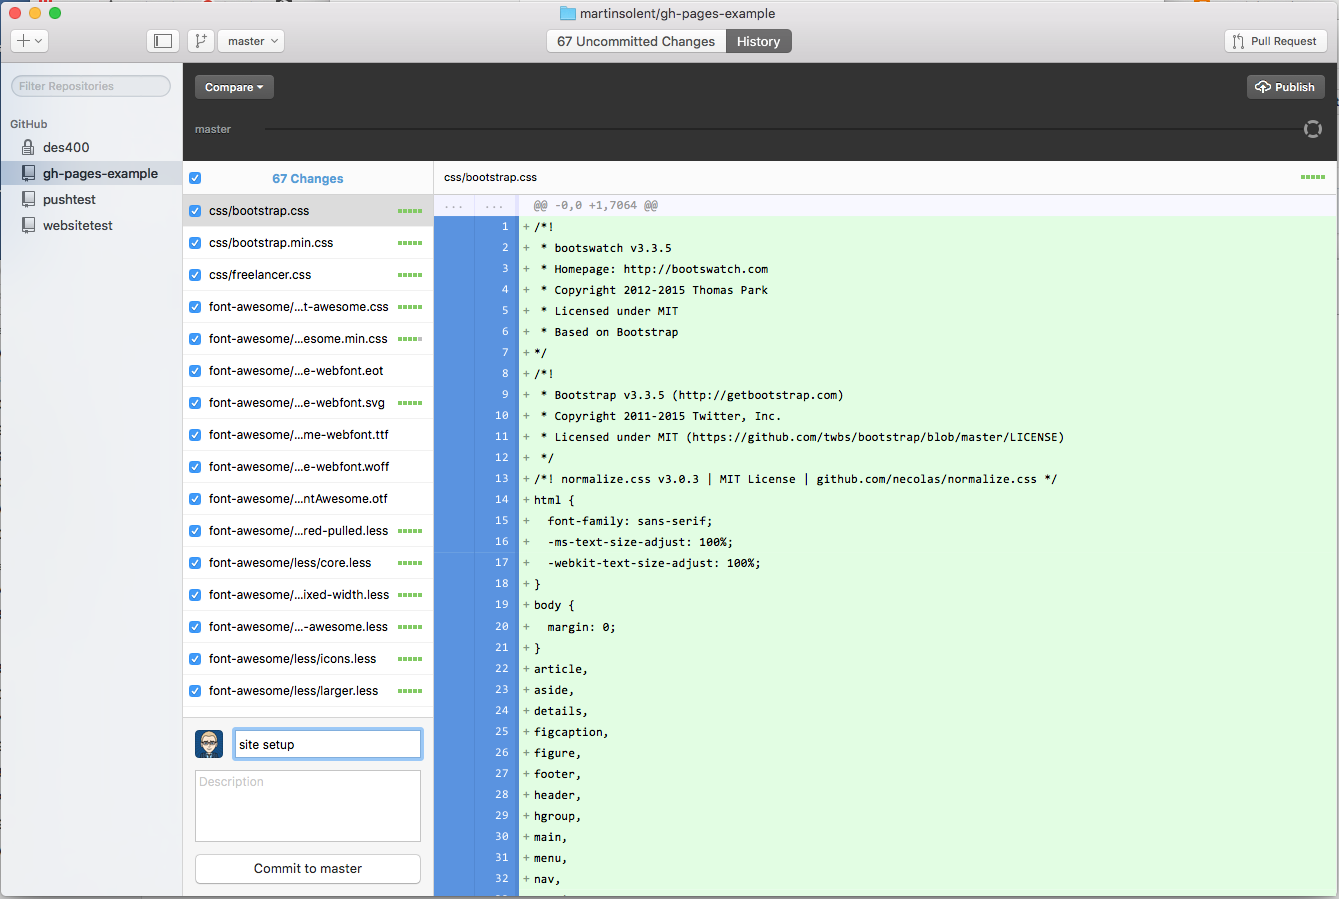 martinsolent/gh-pages-example
master
67 Uncommitted Changes
History
Pull Request
Filter Repositories
GitHub
des400
gh-pages-example
pushtest
websitetest
Compare
Publish
master
67 Changes
css/bootstrap.css
css/bootstrap.min.css
css/freelancer.css
font-awesome/...t-awesome.css
font-awesome/...esome.min.css
font-awesome/...e-webfont.eot
font-awesome/...e-webfont.svg
font-awesome/...me-webfont.ttf
font-awesome/...e-webfont.woff
font-awesome/...ntAwesome.otf
font-awesome/...red-pulled.less
font-awesome/less/core.less
font-awesome/...ixed-width.less
font-awesome/...-awesome.less
font-awesome/less/icons.less
font-awesome/less/larger.less
site setup
Description
Commit to master
css/bootstrap.css
... ... @@ -0,0 +1,7064 @@
1 + /*!
2 + * bootswatch v3.3.5
3 + * Homepage: http://bootswatch.com
4 + * Copyright 2012-2015 Thomas Park
5 + * Licensed under MIT
6 + * Based on Bootstrap
7 + */
8 + /*!
9 + * Bootstrap v3.3.5 (http://getbootstrap.com)
10 + * Copyright 2011-2015 Twitter, Inc.
11 + * Licensed under MIT (https://github.com/twbs/bootstrap/blob/master/LICENSE)
12 + */
13 + /*! normalize.css v3.0.3 | MIT License | github.com/necolas/normalize.css */
14 + html {
15 + font-family: sans-serif;
16 + -ms-text-size-adjust: 100%;
17 + -webkit-text-size-adjust: 100%;
18 + }
19 + body {
20 + margin: 0;
21 + }
22 + article,
23 + aside,
24 + details,
25 + figcaption,
26 + figure,
27 + footer,
28 + header,
29 + hgroup,
30 + main,
31 + menu,
32 + nav,